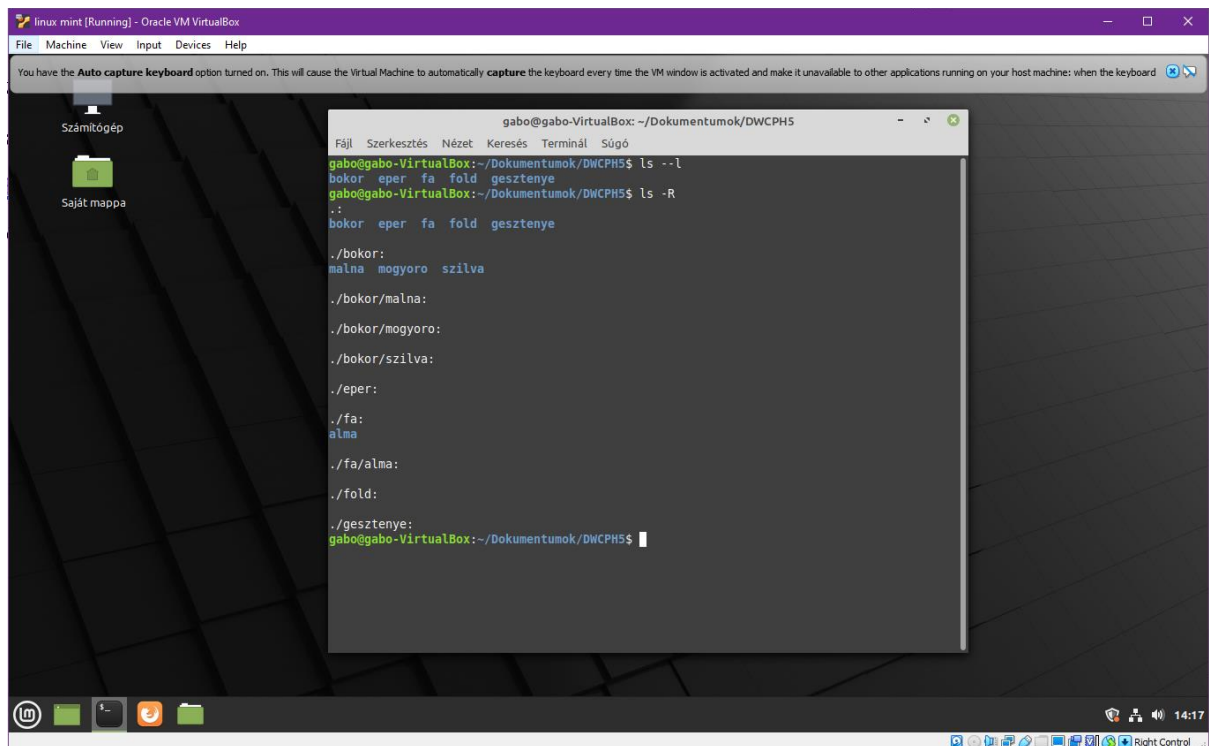 linux mint [Running] - Oracle VM VirtualBox
File Machine View Input Devices Help
You have the Auto capture keyboard option turned on. This will cause the Virtual Machine to automatically capture the keyboard every time the VM window is activated and make it unavailable to other applications running on your host machine: when the keyboard
Számítógép
Saját mappa
gabo@gabo-VirtualBox: ~/Dokumentumok/DWCPH5
Fájl Szerkesztés Nézet Keresés Terminál Súgó
gabo@gabo-VirtualBox:~/Dokumentumok/DWCPH5$ ls --l
bokor eper fa fold gesztenye
gabo@gabo-VirtualBox:~/Dokumentumok/DWCPH5$ ls -R
.:
bokor eper fa fold gesztenye
./bokor:
malna mogyoro szilva
./bokor/malna:
./bokor/mogyoro:
./bokor/szilva:
./eper:
./fa:
alma
./fa/alma:
./fold:
./gesztenye:
gabo@gabo-VirtualBox:~/Dokumentumok/DWCPH5$
14:17
Right Control